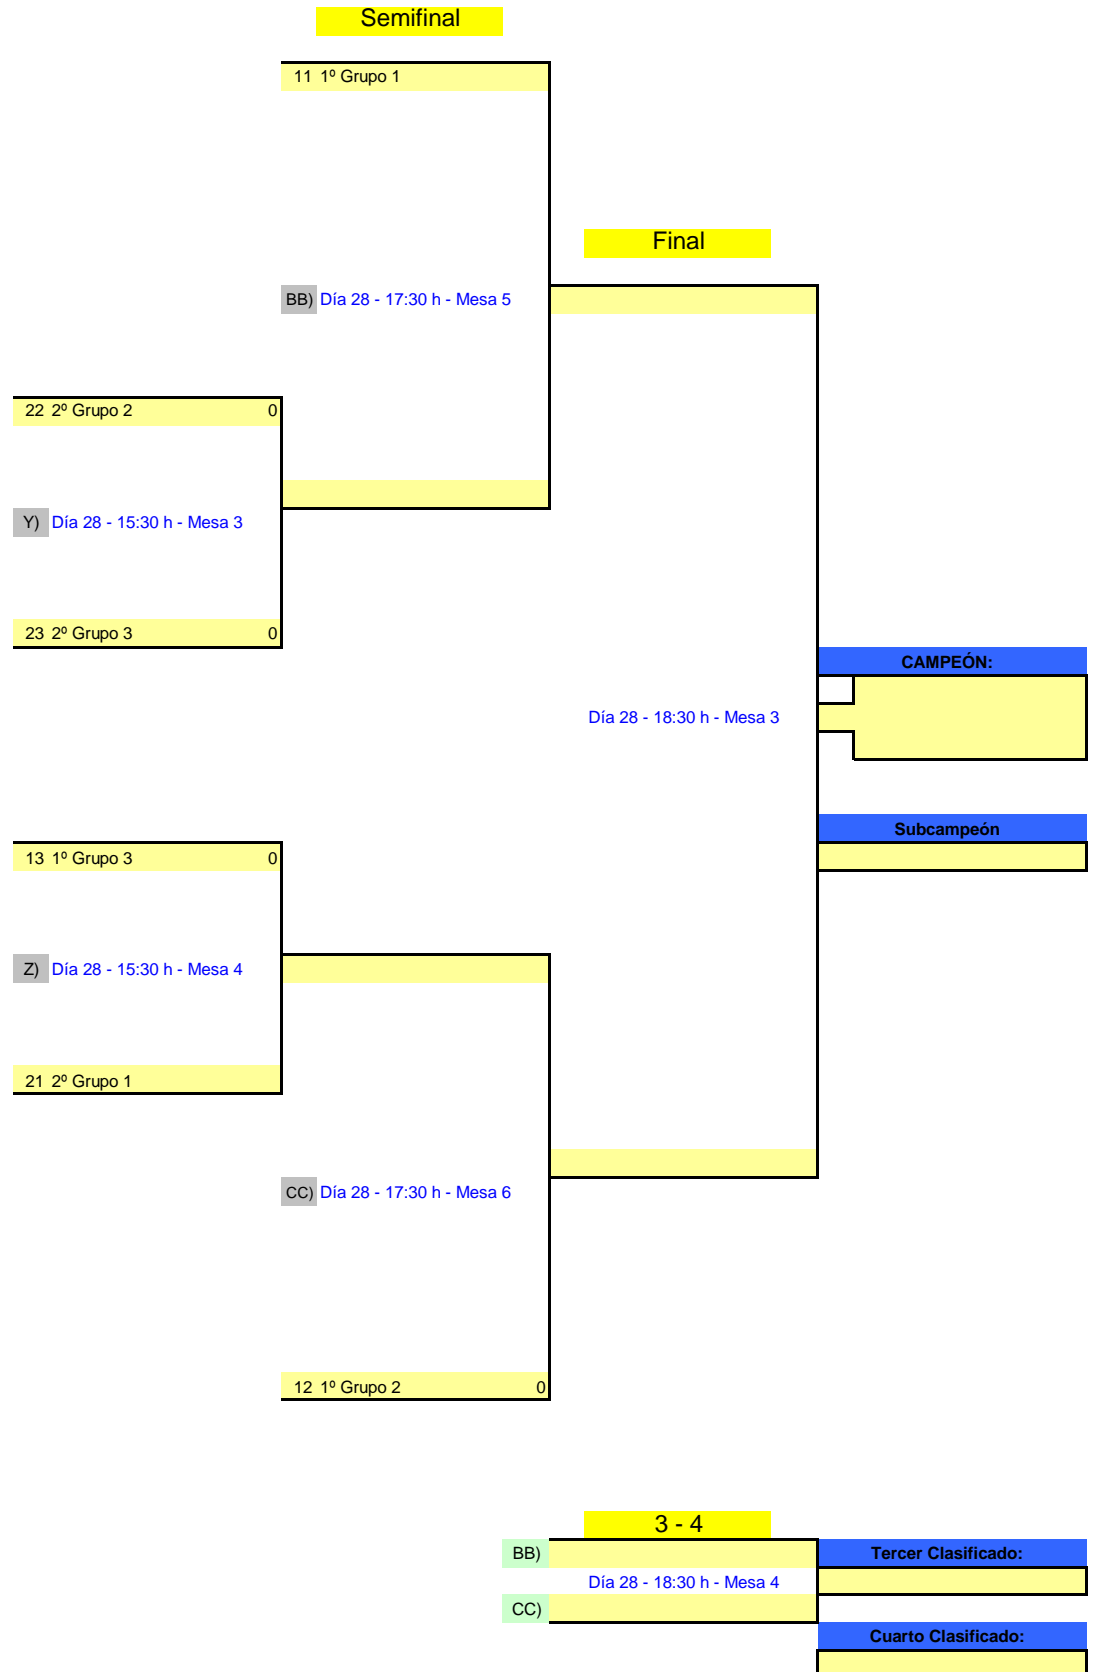 Semifinal
11 1º Grupo 1
Final
BB) Día 28 - 17:30 h - Mesa 5
22 2º Grupo 2 0
Y) Día 28 - 15:30 h - Mesa 3
23 2º Grupo 3 0
CAMPEÓN:
Día 28 - 18:30 h - Mesa 3
Subcampeón
13 1º Grupo 3 0
Z) Día 28 - 15:30 h - Mesa 4
21 2º Grupo 1
CC) Día 28 - 17:30 h - Mesa 6
12 1º Grupo 2 0
3 - 4
BB) Tercer Clasificado:
Día 28 - 18:30 h - Mesa 4
CC)
Cuarto Clasificado: